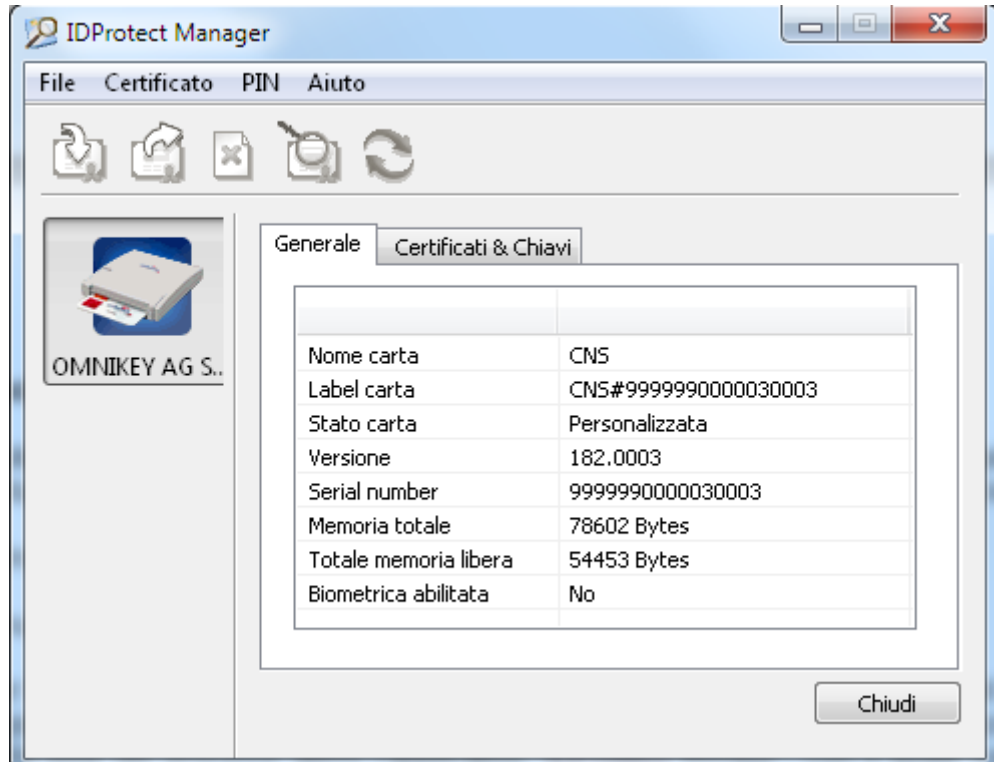 IDProtect Manager
File Certificato PIN Aiuto
OMNIKEY AG S..
Generale Certificati & Chiavi
Nome carta CNS
Label carta CNS#9999990000030003
Stato carta Personalizzata
Versione 182.0003
Serial number 9999990000030003
Memoria totale 78602 Bytes
Totale memoria libera 54453 Bytes
Biometrica abilitata No
Chiudi